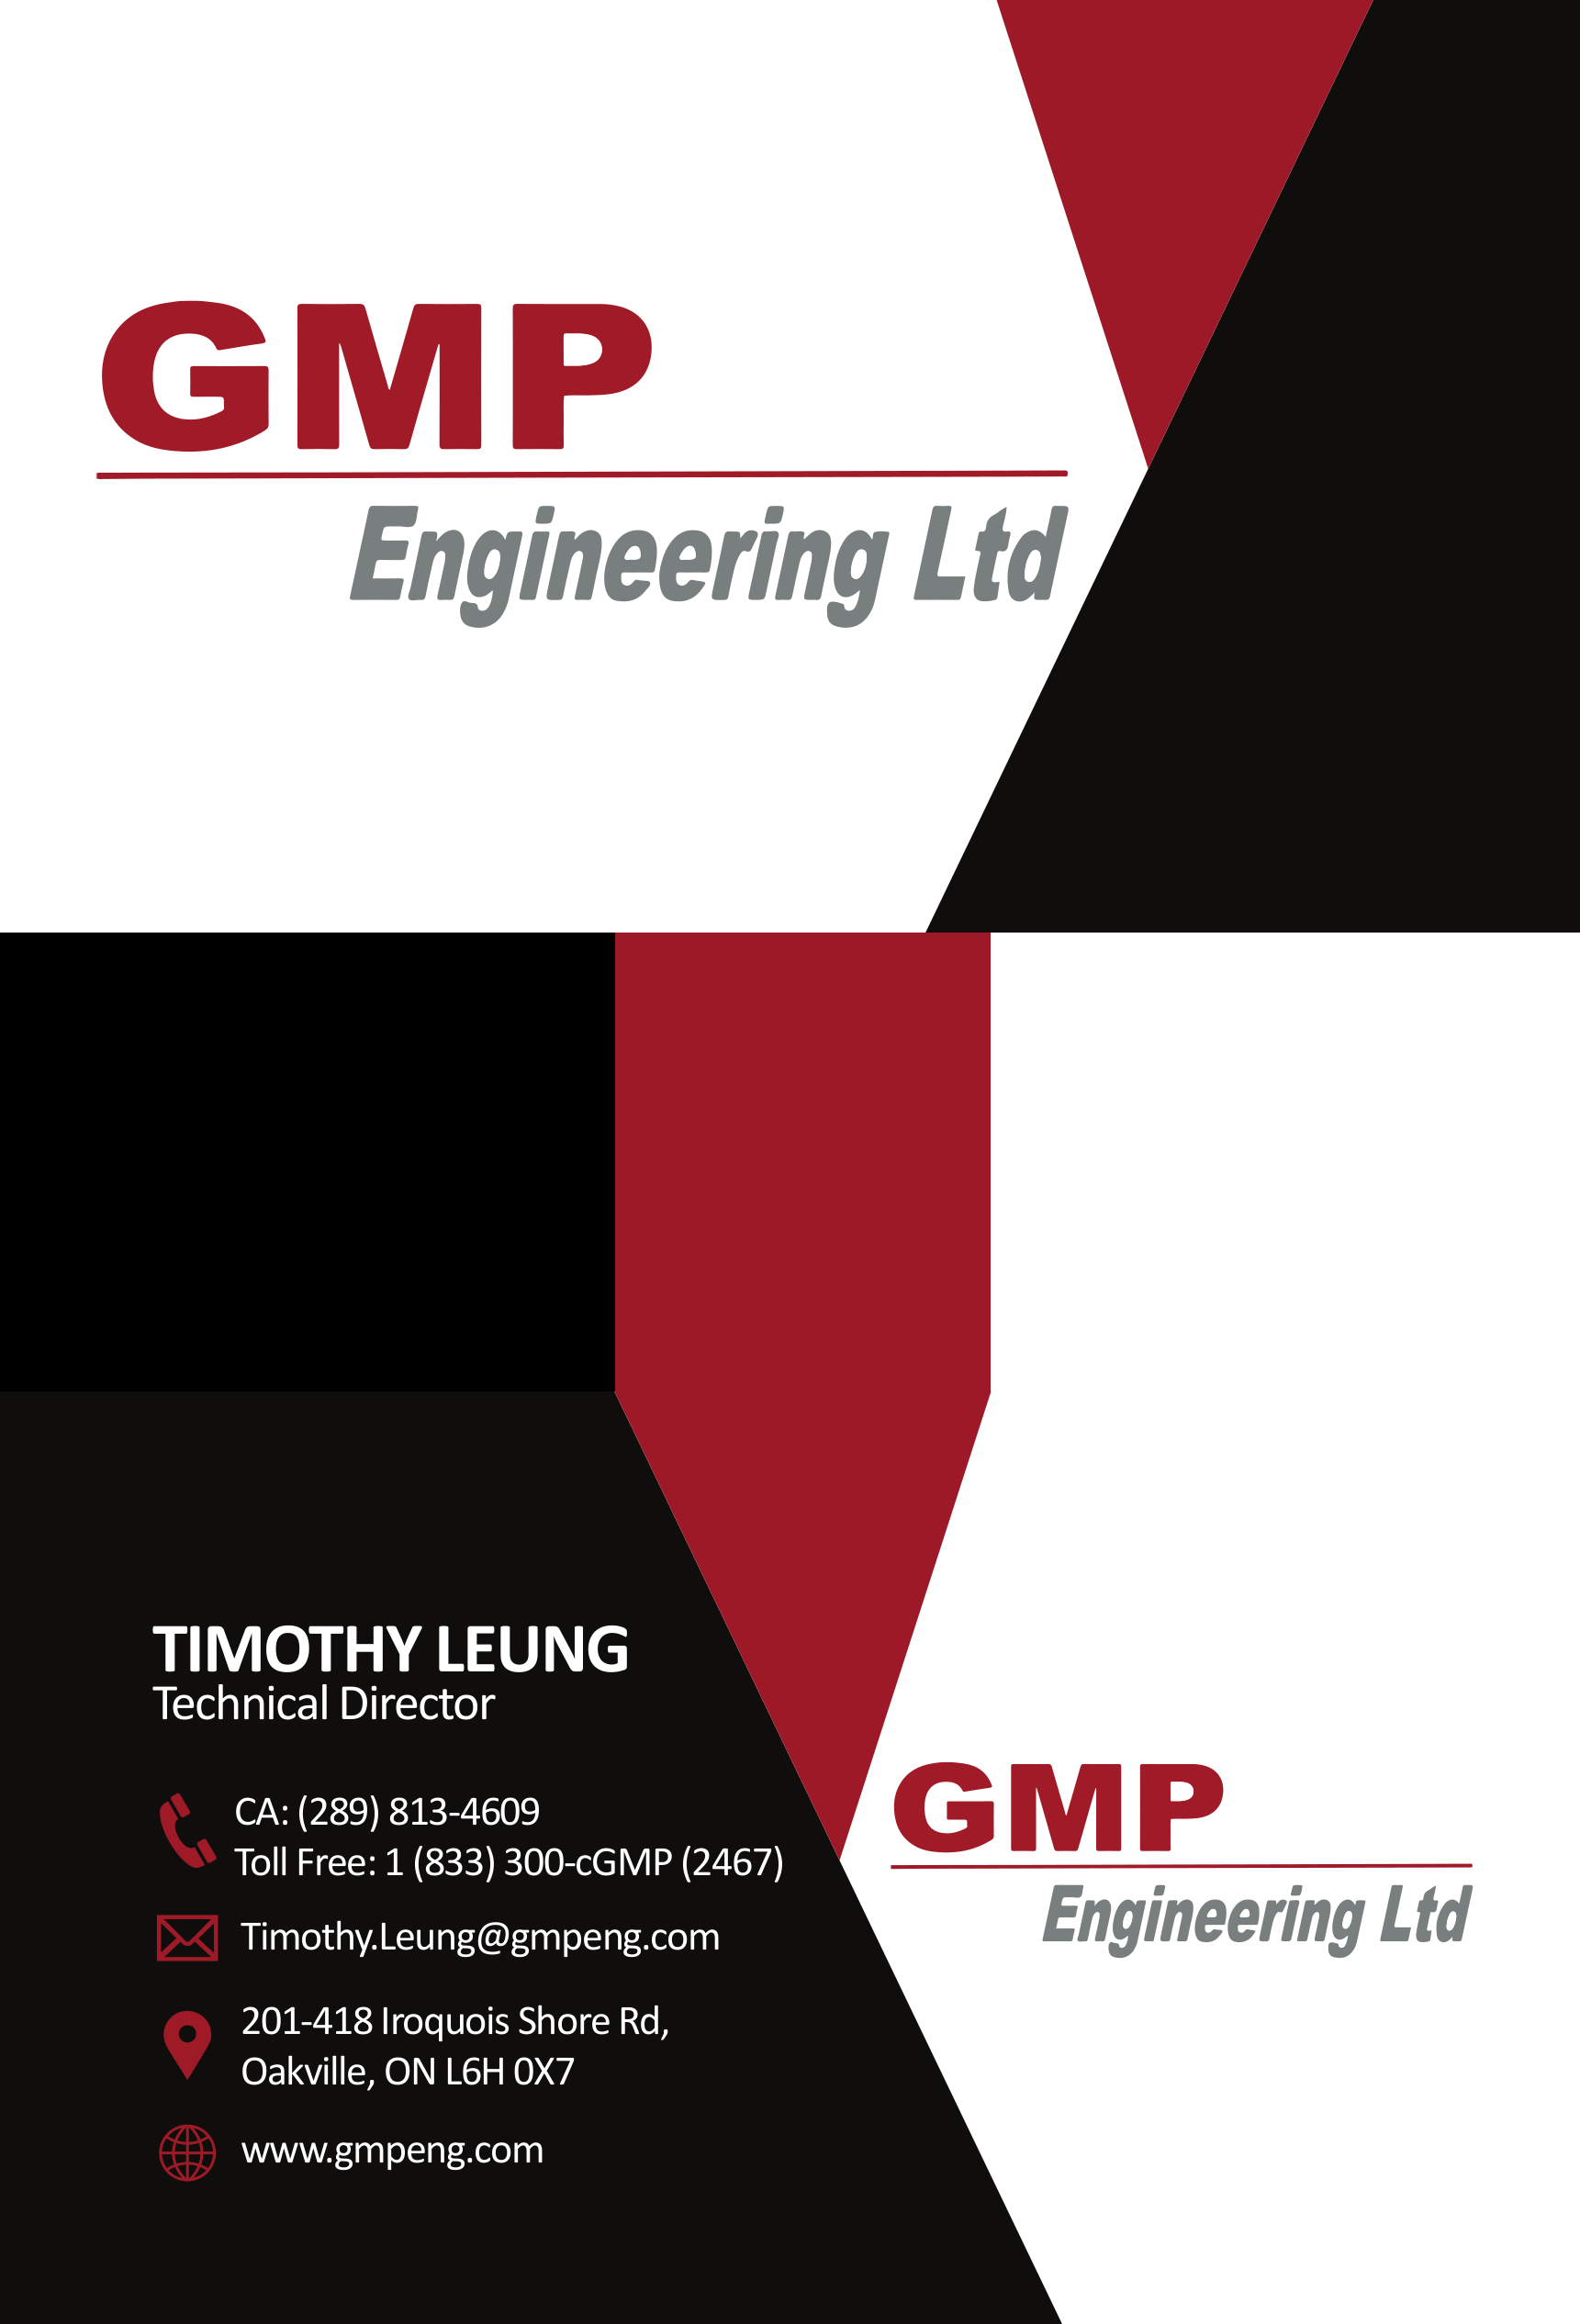 GMP
Engineering Ltd
TIMOTHY LEUNG
Technical Director
CA: (289) 813-4609
Toll Free: 1 (833) 300-cGMP (2467)
Timothy.Leung@gmpeng.com
201-418 Iroquois Shore Rd,
Oakville, ON L6H 0X7
www.gmpeng.com
GMP
Engineering Ltd